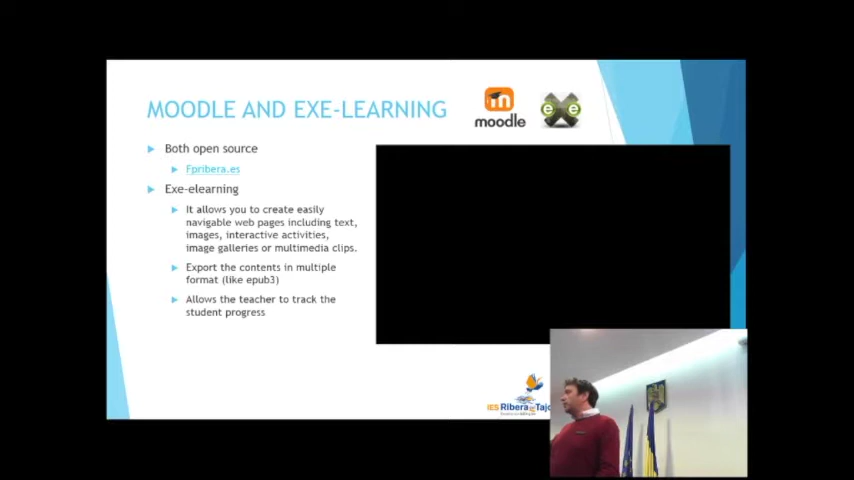 MOODLE AND EXE-LEARNING
moodle
eXe
Both open source
Fpribera.es
Exe-elearning
It allows you to create easily
navigable web pages including text,
images, interactive activities,
image galleries or multimedia clips.
Export the contents in multiple
format (like epub3)
Allows the teacher to track the
student progress
IES Ribera del Tajo